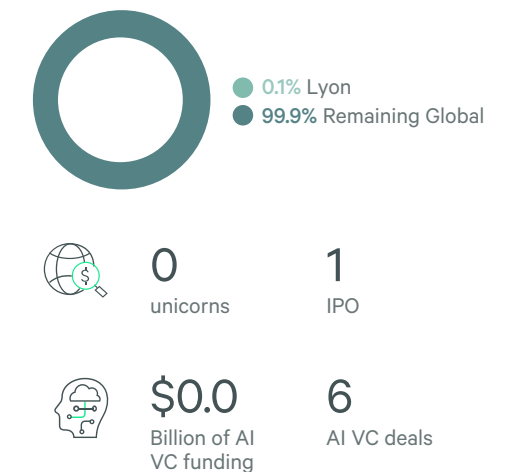 0.1% Lyon
99.9% Remaining Global
$
0
unicorns
1
IPO
$0.0
Billion of AI
VC funding
6
AI VC deals